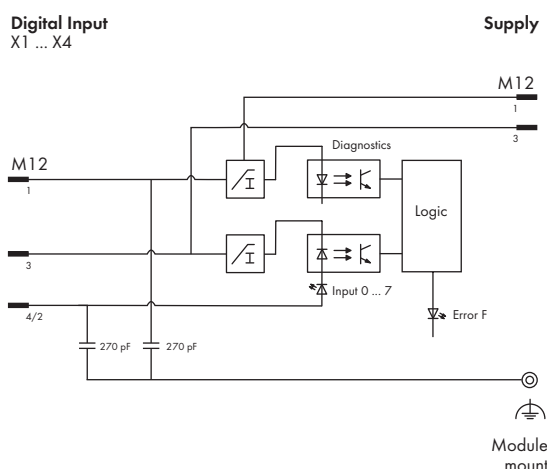 Digital Input
X1 ... X4
Supply
M12
1
3
Diagnostics
M12
1
I
Logic
3
I
Input 0 ... 7
4/2
Error F
270 pF
270 pF
Module
mount